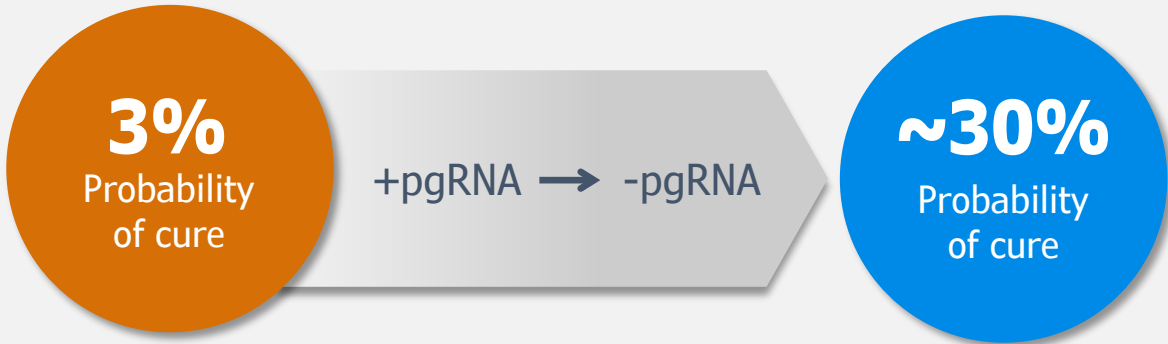 3%
Probability
of cure
+pgRNA → -pgRNA
~30%
Probability
of cure